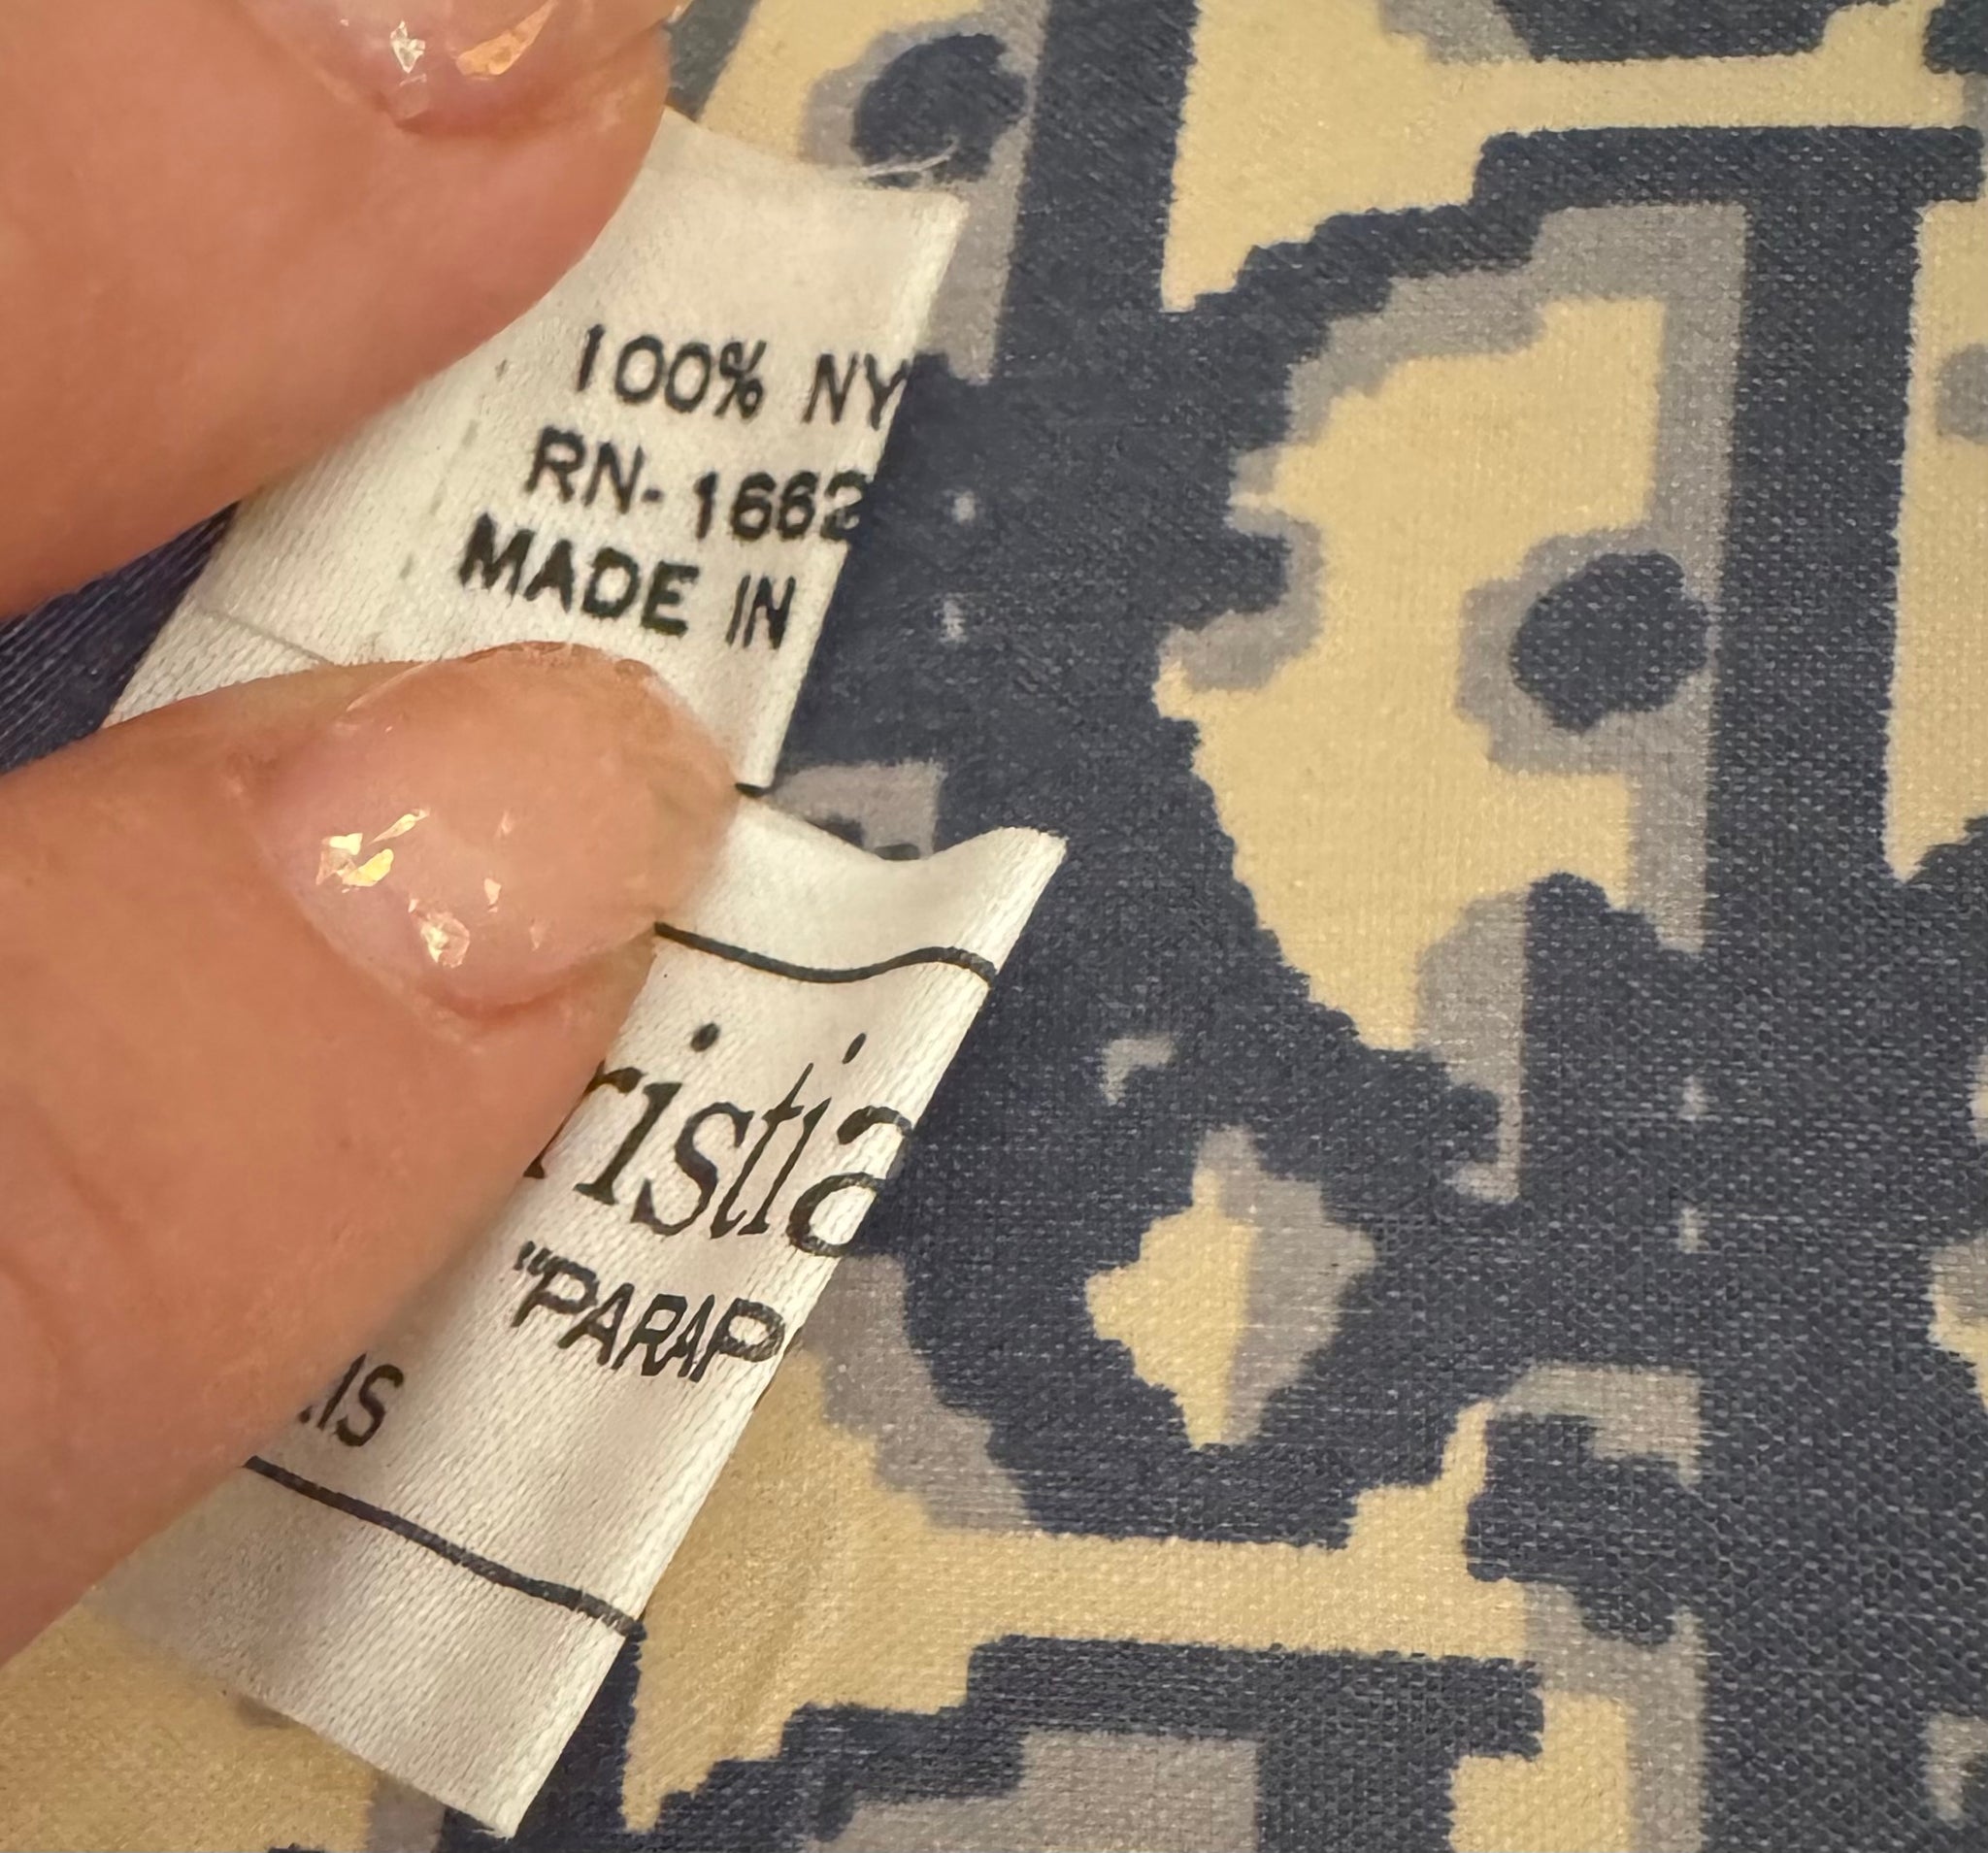 100% NY
RN-1662
MADE IN
ristia
"PARAP
IS